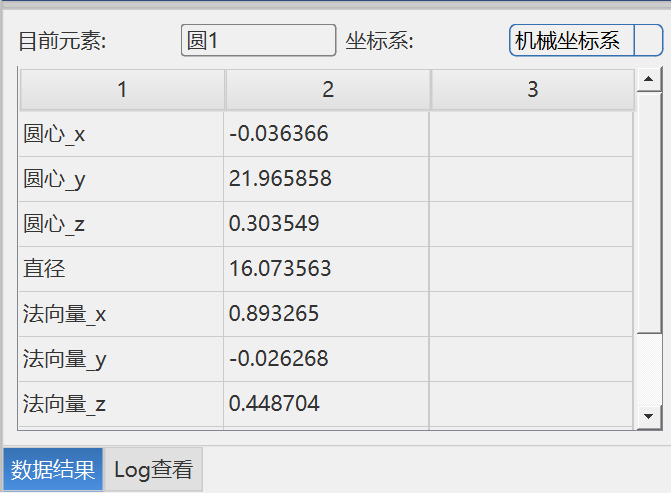 目前元素: 圆1 坐标系: 机械坐标系
1 2 3
圆心_x -0.036366
圆心_y 21.965858
圆心_z 0.303549
直径 16.073563
法向量_x 0.893265
法向量_y -0.026268
法向量_z 0.448704
数据结果 Log查看